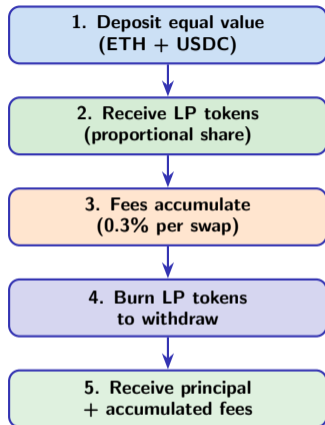 1. Deposit equal value
(ETH + USDC)
2. Receive LP tokens
(proportional share)
3. Fees accumulate
(0.3% per swap)
4. Burn LP tokens
to withdraw
5. Receive principal
+ accumulated fees